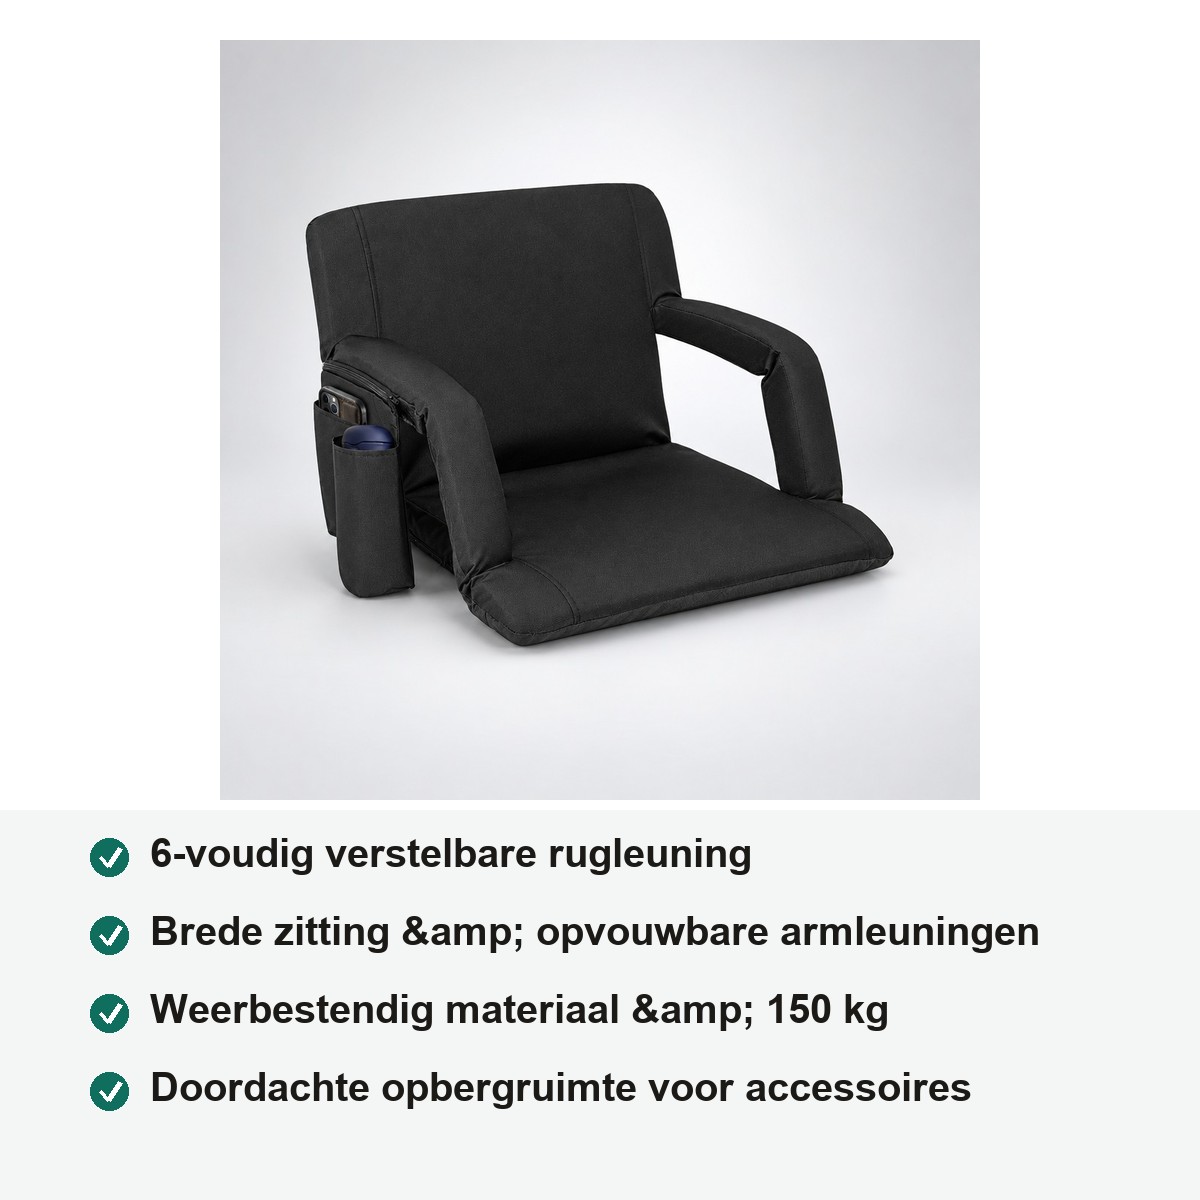 6-voudig verstelbare rugleuning
Brede zitting &amp; opvouwbare armleuningen
Weerbestendig materiaal &amp; 150 kg
Doordachte opbergruimte voor accessoires